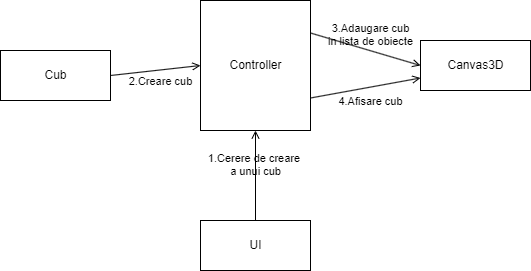 3.Adaugare cub
in lista de obiecte
Controller
Canvas3D
Cub
2.Creare cub
4.Afisare cub
1.Cerere de creare
a unui cub
UI